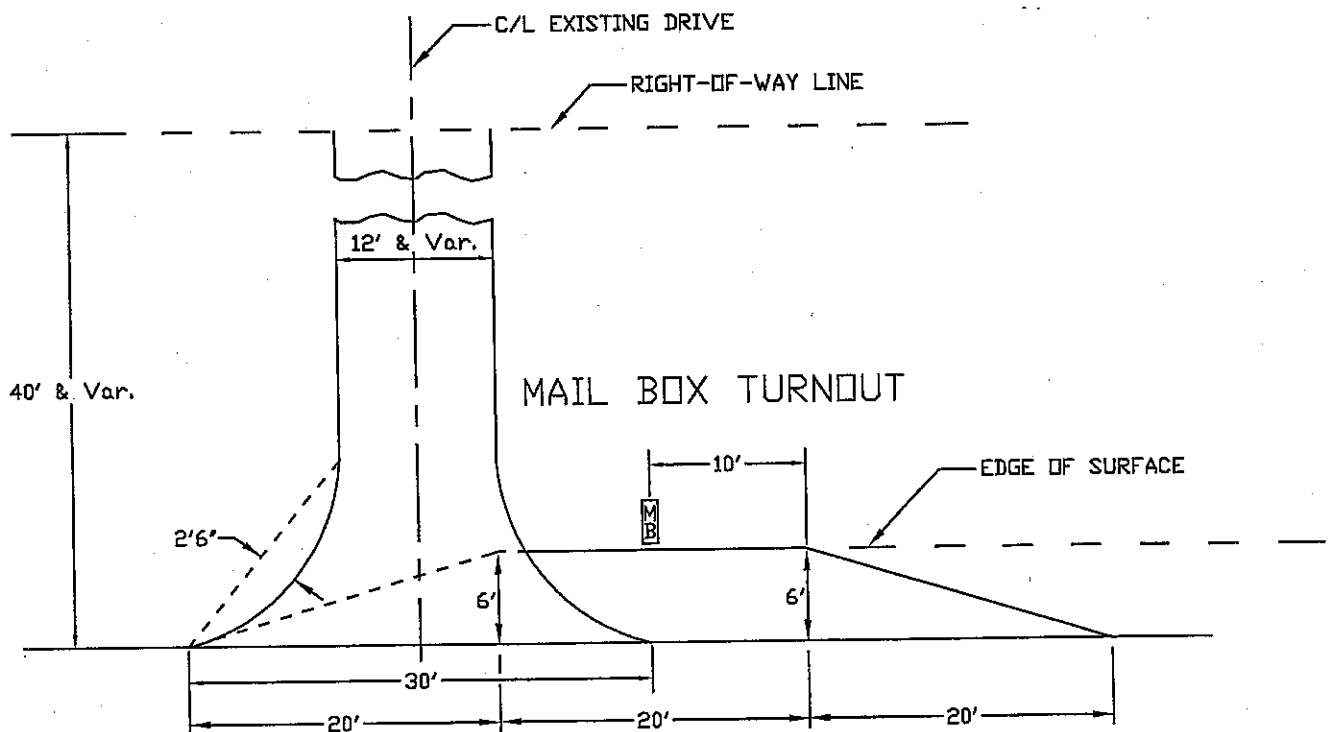 C/L EXISTING DRIVE
RIGHT-OF-WAY LINE
12' & Var.
40' & Var.
MAIL BOX TURNOUT
10'
EDGE OF SURFACE
MB
2'6"
6'
6'
30'
20'
20'
20'